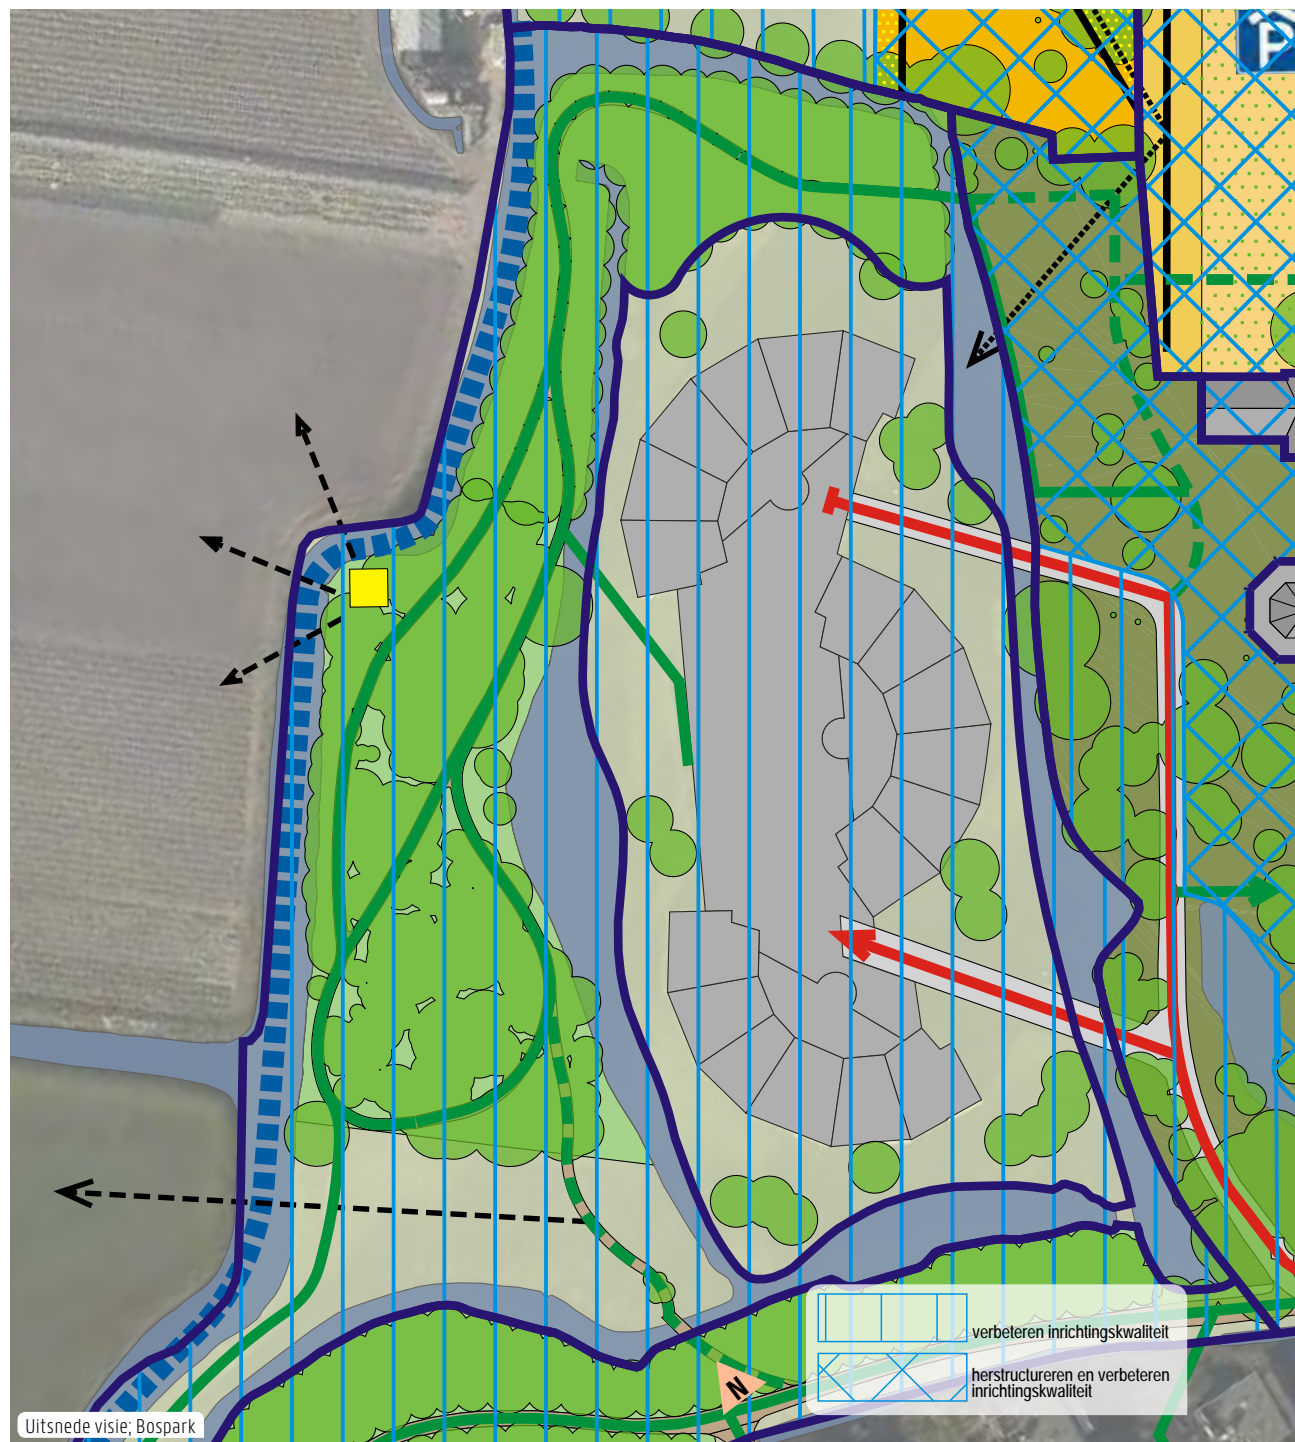 P
verbeteren inrichtingskwaliteit
herstructureren en verbeteren
inrichtingskwaliteit
N
Uitsnede visie; Bospark